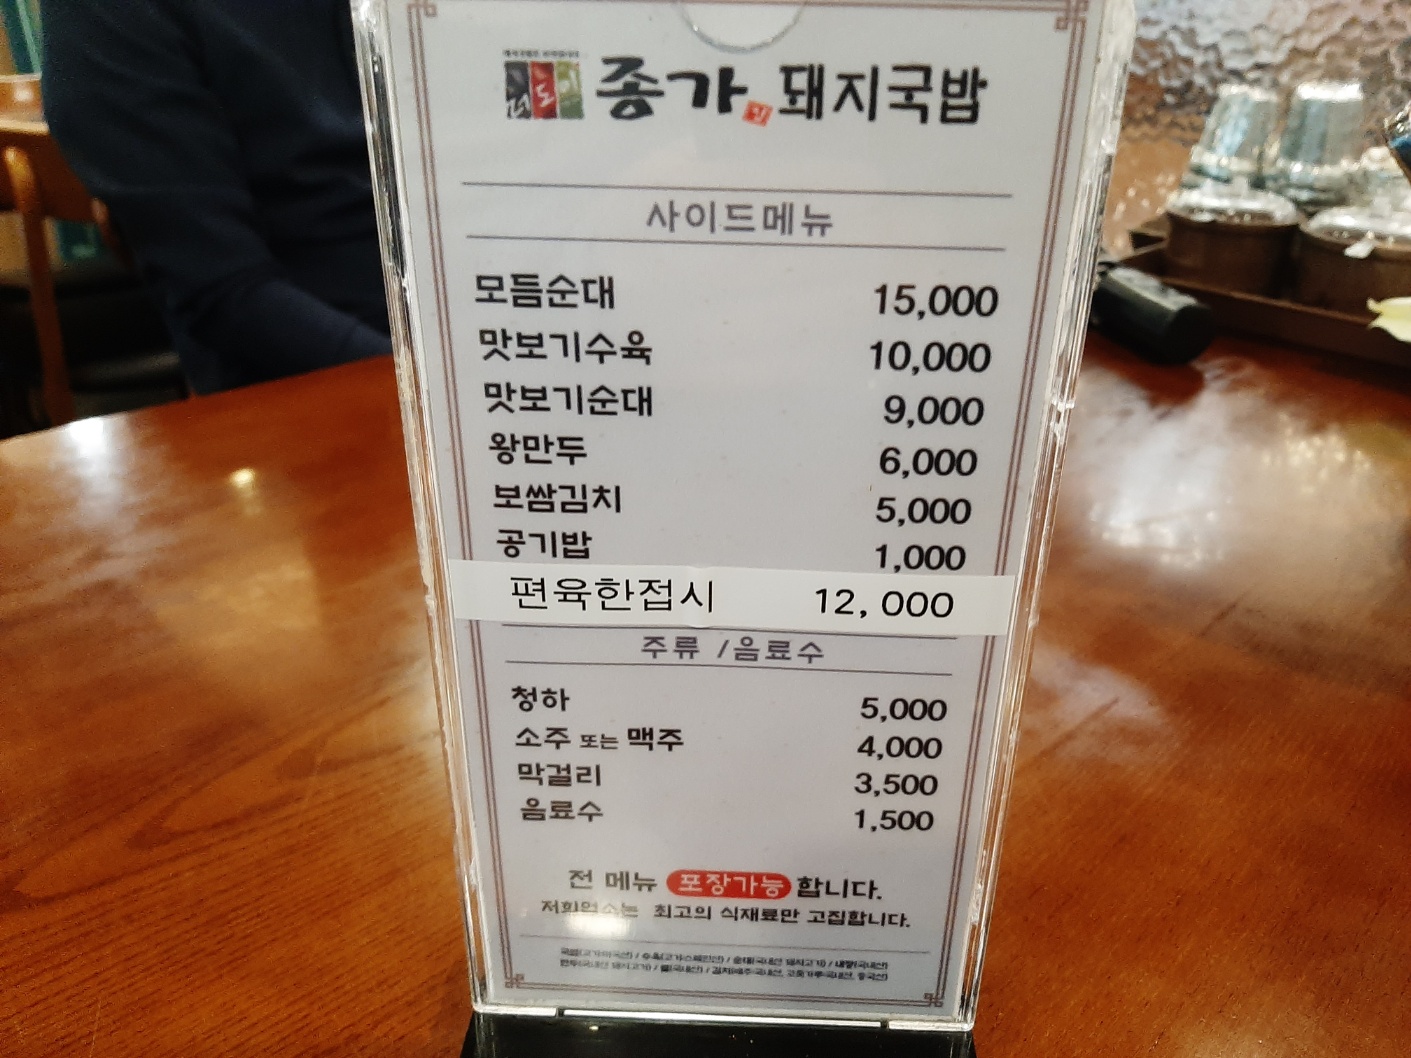 종가집 돼지국밥
사이드메뉴
모듬순대 15,000
맛보기수육 10,000
맛보기순대 9,000
왕만두 6,000
보쌈김치 5,000
공기밥 1,000
편육한접시 12,000
주류 /음료수
청하 5,000
소주 또는 맥주 4,000
막걸리 3,500
음료수 1,500
전 메뉴 포장가능 합니다.
저희업소는 최고의 식재료만 고집합니다.